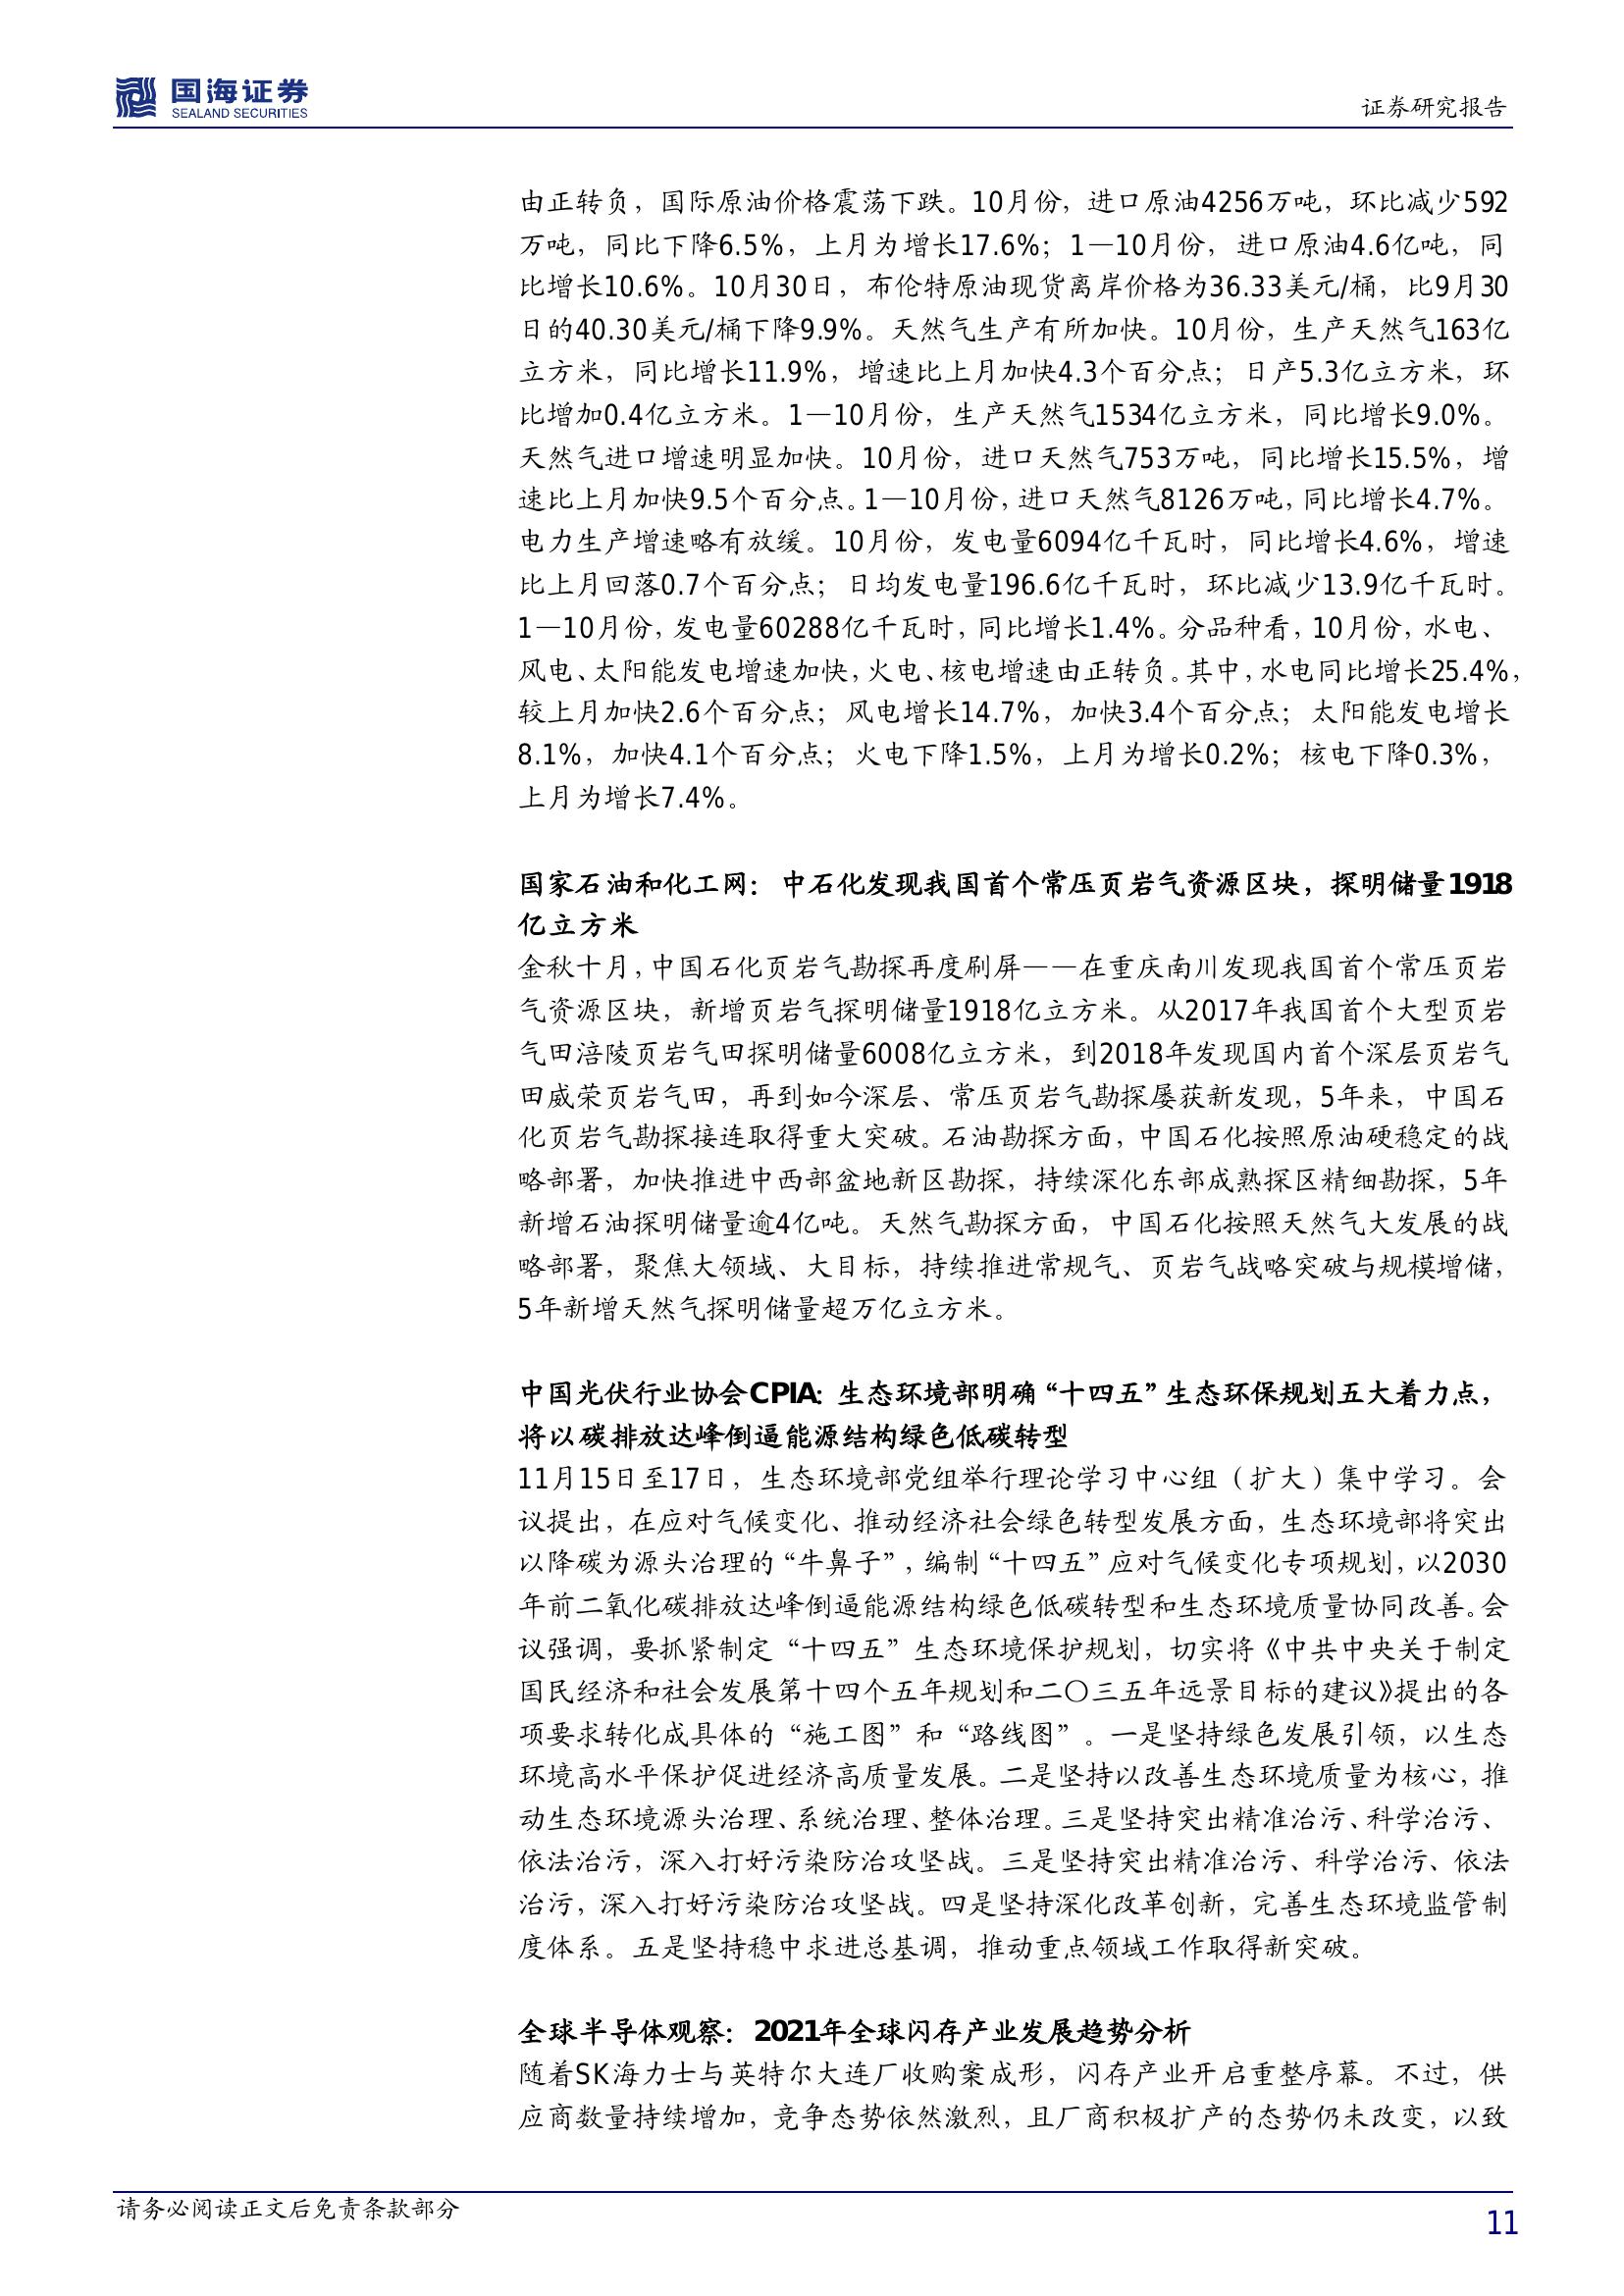 国海证券
SEALAND SECURITIES
证券研究报告
由正转负，国际原油价格震荡下跌。10月份，进口原油4256万吨，环比减少592
万吨，同比下降6.5%，上月为增长17.6%；1—10月份，进口原油4.6亿吨，同
比增长10.6%。10月30日，布伦特原油现货离岸价格为36.33美元/桶，比9月30
日的40.30美元/桶下降9.9%。天然气生产有所加快。10月份，生产天然气163亿
立方米，同比增长11.9%，增速比上月加快4.3个百分点；日产5.3亿立方米，环
比增加0.4亿立方米。1—10月份，生产天然气1534亿立方米，同比增长9.0%。
天然气进口增速明显加快。10月份，进口天然气753万吨，同比增长15.5%，增
速比上月加快9.5个百分点。1—10月份，进口天然气8126万吨，同比增长4.7%。
电力生产增速略有放缓。10月份，发电量6094亿千瓦时，同比增长4.6%，增速
比上月回落0.7个百分点；日均发电量196.6亿千瓦时，环比减少13.9亿千瓦时。
1—10月份，发电量60288亿千瓦时，同比增长1.4%。分品种看，10月份，水电、
风电、太阳能发电增速加快，火电、核电增速由正转负。其中，水电同比增长25.4%，
较上月加快2.6个百分点；风电增长14.7%，加快3.4个百分点；太阳能发电增长
8.1%，加快4.1个百分点；火电下降1.5%，上月为增长0.2%；核电下降0.3%，
上月为增长7.4%。
国家石油和化工网：中石化发现我国首个常压页岩气资源区块，探明储量1918
亿立方米
金秋十月，中国石化页岩气勘探再度刷屏——在重庆南川发现我国首个常压页岩
气资源区块，新增页岩气探明储量1918亿立方米。从2017年我国首个大型页岩
气田涪陵页岩气田探明储量6008亿立方米，到2018年发现国内首个深层页岩气
田威荣页岩气田，再到如今深层、常压页岩气勘探屡获新发现，5年来，中国石
化页岩气勘探接连取得重大突破。石油勘探方面，中国石化按照原油硬稳定的战
略部署，加快推进中西部盆地新区勘探，持续深化东部成熟探区精细勘探，5年
新增石油探明储量逾4亿吨。天然气勘探方面，中国石化按照天然气大发展的战
略部署，聚焦大领域、大目标，持续推进常规气、页岩气战略突破与规模增储，
5年新增天然气探明储量超万亿立方米。
中国光伏行业协会CPIA：生态环境部明确“十四五”生态环保规划五大着力点，
将以碳排放达峰倒逼能源结构绿色低碳转型
11月15日至17日，生态环境部党组举行理论学习中心组（扩大）集中学习。会
议提出，在应对气候变化、推动经济社会绿色转型发展方面，生态环境部将突出
以降碳为源头治理的“牛鼻子”，编制“十四五”应对气候变化专项规划，以2030
年前二氧化碳排放达峰倒逼能源结构绿色低碳转型和生态环境质量协同改善。会
议强调，要抓紧制定“十四五”生态环境保护规划，切实将《中共中央关于制定
国民经济和社会发展第十四个五年规划和二〇三五年远景目标的建议》提出的各
项要求转化成具体的“施工图”和“路线图”。一是坚持绿色发展引领，以生态
环境高水平保护促进经济高质量发展。二是坚持以改善生态环境质量为核心，推
动生态环境源头治理、系统治理、整体治理。三是坚持突出精准治污、科学治污、
依法治污，深入打好污染防治攻坚战。三是坚持突出精准治污、科学治污、依法
治污，深入打好污染防治攻坚战。四是坚持深化改革创新，完善生态环境监管制
度体系。五是坚持稳中求进总基调，推动重点领域工作取得新突破。
全球半导体观察：2021年全球闪存产业发展趋势分析
随着SK海力士与英特尔大连厂收购案成形，闪存产业开启重整序幕。不过，供
应商数量持续增加，竞争态势依然激烈，且厂商积极扩产的态势仍未改变，以致
请务必阅读正文后免责条款部分
11